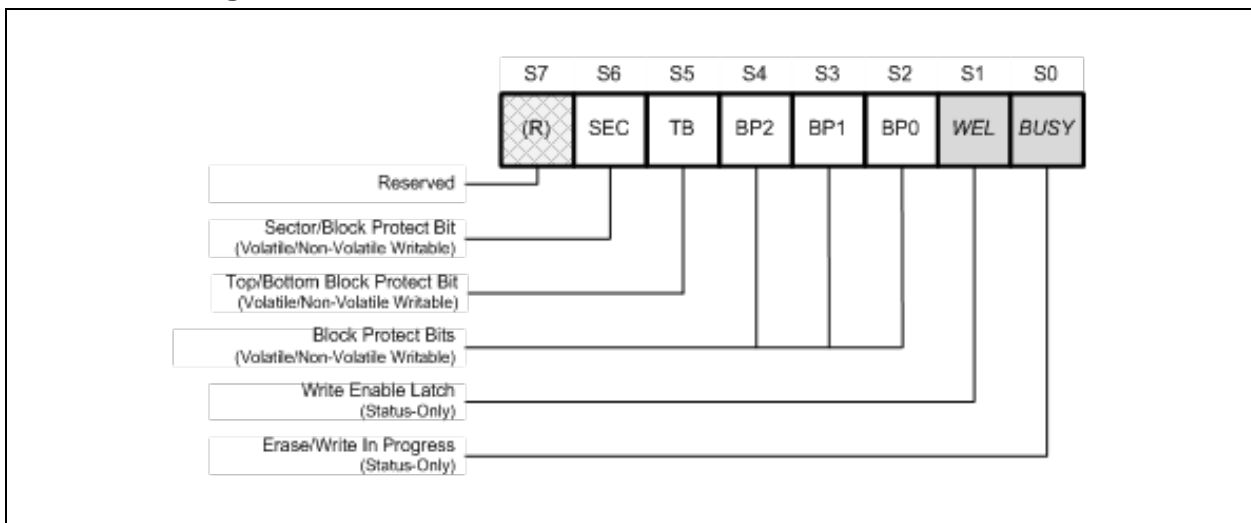 S7 S6 S5 S4 S3 S2 S1 S0
(R) SEC TB BP2 BP1 BP0 WEL BUSY
Reserved
Sector/Block Protect Bit
(Volatile/Non-Volatile Writable)
Top/Bottom Block Protect Bit
(Volatile/Non-Volatile Writable)
Block Protect Bits
(Volatile/Non-Volatile Writable)
Write Enable Latch
(Status-Only)
Erase/Write In Progress
(Status-Only)